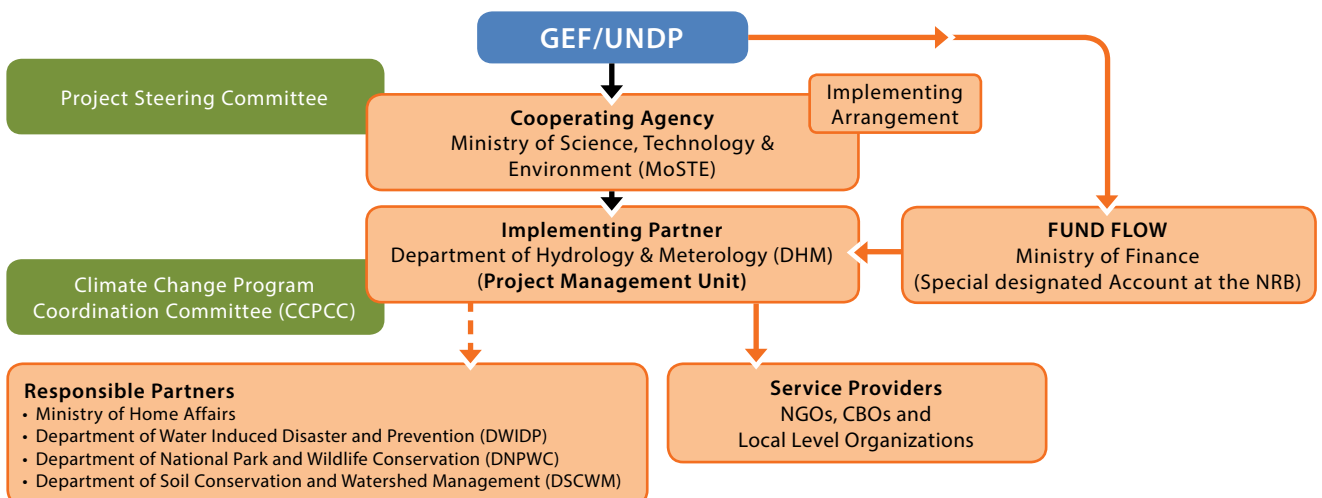 GEF/UNDP
Project Steering Committee
Implementing
Arrangement
Cooperating Agency
Ministry of Science, Technology &
Environment (MoSTE)
Implementing Partner
Department of Hydrology & Meterology (DHM)
(Project Management Unit)
FUND FLOW
Ministry of Finance
(Special designated Account at the NRB)
Climate Change Program
Coordination Committee (CCPCC)
Responsible Partners
• Ministry of Home Affairs
• Department of Water Induced Disaster and Prevention (DWIDP)
• Department of National Park and Wildlife Conservation (DNPWC)
• Department of Soil Conservation and Watershed Management (DSCWM)
Service Providers
NGOs, CBOs and
Local Level Organizations